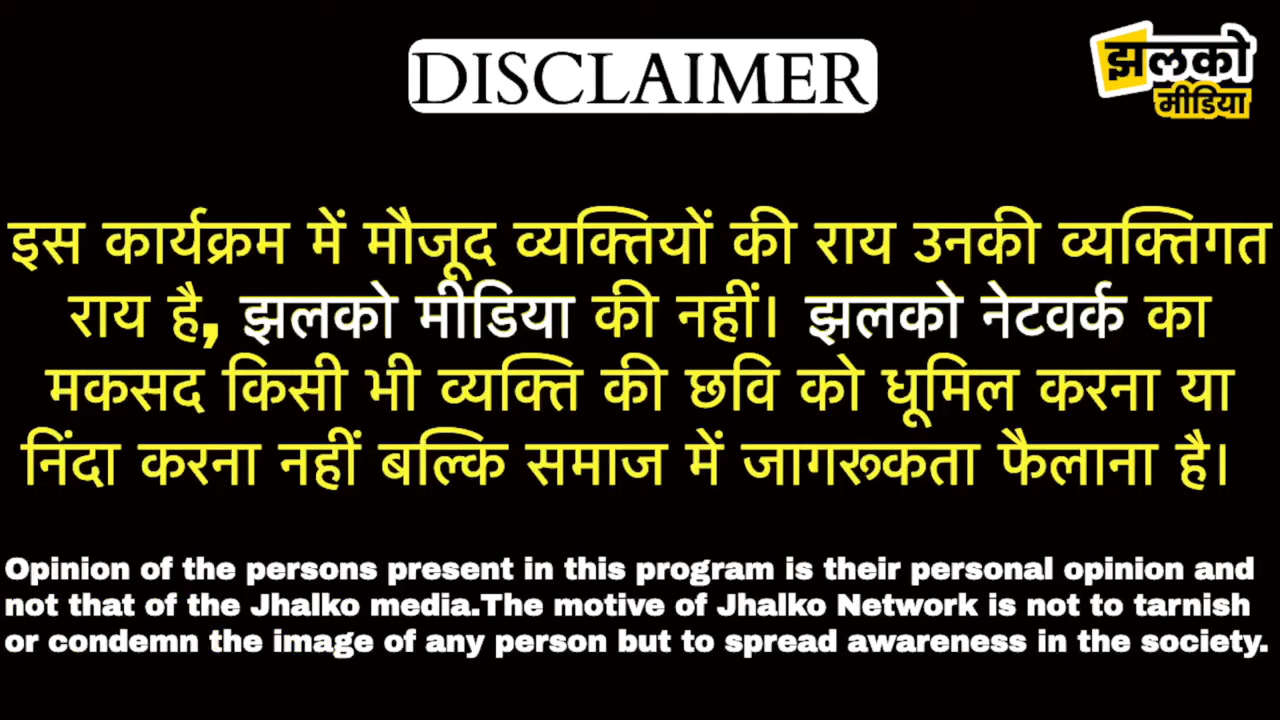 DISCLAIMER
झलको
मीडिया
इस कार्यक्रम में मौजूद व्यक्तियों की राय उनकी व्यक्तिगत
राय है, झलको मीडिया की नहीं। झलको नेटवर्क का
मकसद किसी भी व्यक्ति की छवि को धूमिल करना या
निंदा करना नहीं बल्कि समाज में जागरूकता फैलाना है।
Opinion of the persons present in this program is their personal opinion and
not that of the Jhalko media.The motive of Jhalko Network is not to tarnish
or condemn the image of any person but to spread awareness in the society.